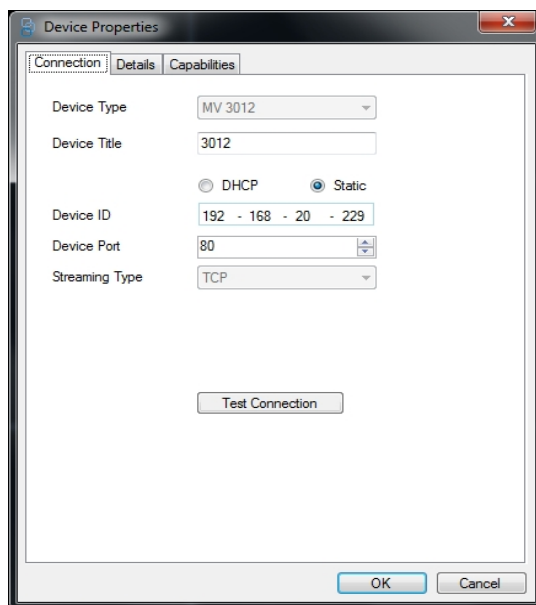 Device Properties
Connection Details Capabilities
Device Type MV 3012
Device Title 3012
DHCP Static
Device ID 192 - 168 - 20 - 229
Device Port 80
Streaming Type TCP
Test Connection
OK Cancel